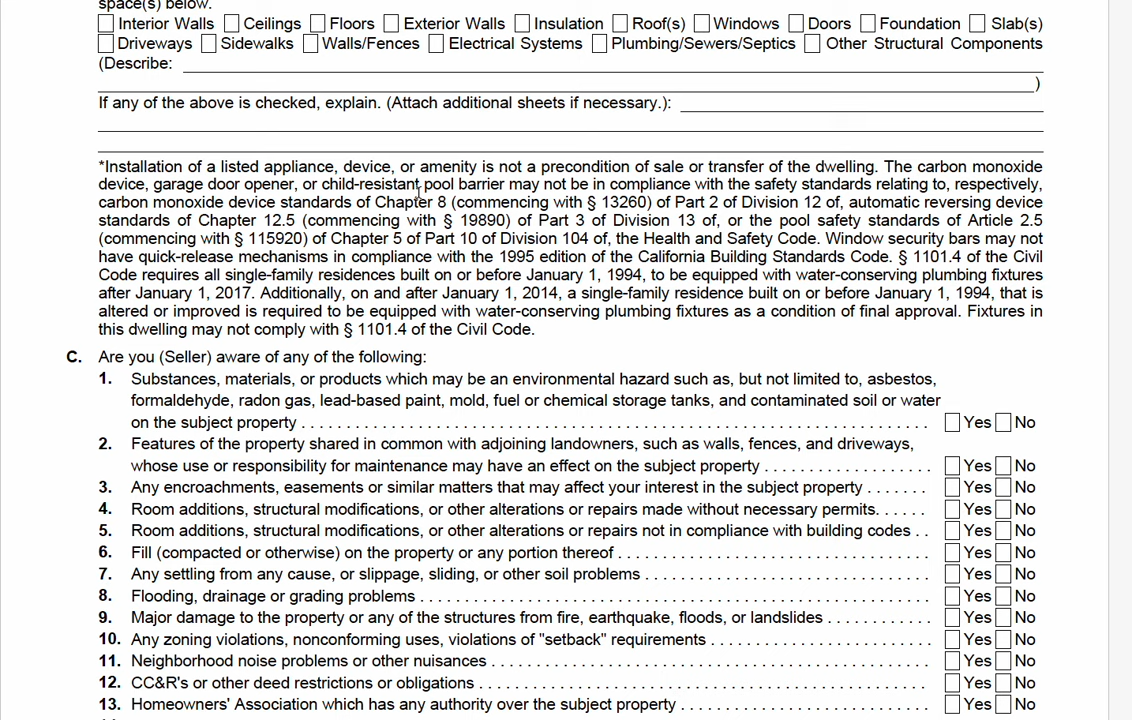 space(s) below.
Interior Walls Ceilings Floors Exterior Walls Insulation Roof(s) Windows Doors Foundation Slab(s)
Driveways Sidewalks Walls/Fences Electrical Systems Plumbing/Sewers/Septics Other Structural Components
(Describe:
)
If any of the above is checked, explain. (Attach additional sheets if necessary.):
*Installation of a listed appliance, device, or amenity is not a precondition of sale or transfer of the dwelling. The carbon monoxide
device, garage door opener, or child-resistant pool barrier may not be in compliance with the safety standards relating to, respectively,
carbon monoxide device standards of Chapter 8 (commencing with § 13260) of Part 2 of Division 12 of, automatic reversing device
standards of Chapter 12.5 (commencing with § 19890) of Part 3 of Division 13 of, or the pool safety standards of Article 2.5
(commencing with § 115920) of Chapter 5 of Part 10 of Division 104 of, the Health and Safety Code. Window security bars may not
have quick-release mechanisms in compliance with the 1995 edition of the California Building Standards Code. § 1101.4 of the Civil
Code requires all single-family residences built on or before January 1, 1994, to be equipped with water-conserving plumbing fixtures
after January 1, 2017. Additionally, on and after January 1, 2014, a single-family residence built on or before January 1, 1994, that is
altered or improved is required to be equipped with water-conserving plumbing fixtures as a condition of final approval. Fixtures in
this dwelling may not comply with § 1101.4 of the Civil Code.
C. Are you (Seller) aware of any of the following:
1. Substances, materials, or products which may be an environmental hazard such as, but not limited to, asbestos,
formaldehyde, radon gas, lead-based paint, mold, fuel or chemical storage tanks, and contaminated soil or water
on the subject property Yes No
2. Features of the property shared in common with adjoining landowners, such as walls, fences, and driveways,
whose use or responsibility for maintenance may have an effect on the subject property Yes No
3. Any encroachments, easements or similar matters that may affect your interest in the subject property Yes No
4. Room additions, structural modifications, or other alterations or repairs made without necessary permits. Yes No
5. Room additions, structural modifications, or other alterations or repairs not in compliance with building codes Yes No
6. Fill (compacted or otherwise) on the property or any portion thereof Yes No
7. Any settling from any cause, or slippage, sliding, or other soil problems Yes No
8. Flooding, drainage or grading problems Yes No
9. Major damage to the property or any of the structures from fire, earthquake, floods, or landslides Yes No
10. Any zoning violations, nonconforming uses, violations of "setback" requirements Yes No
11. Neighborhood noise problems or other nuisances Yes No
12. CC&R's or other deed restrictions or obligations Yes No
13. Homeowners' Association which has any authority over the subject property Yes No